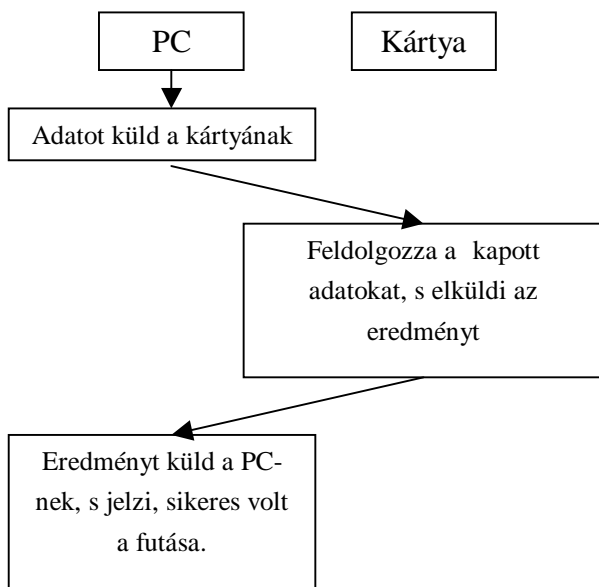 PC
Kártya
Adatot küld a kártyának
Feldolgozza a kapott
adatokat, s elküldi az
eredményt
Eredményt küld a PC-
nek, s jelzi, sikeres volt
a futása.